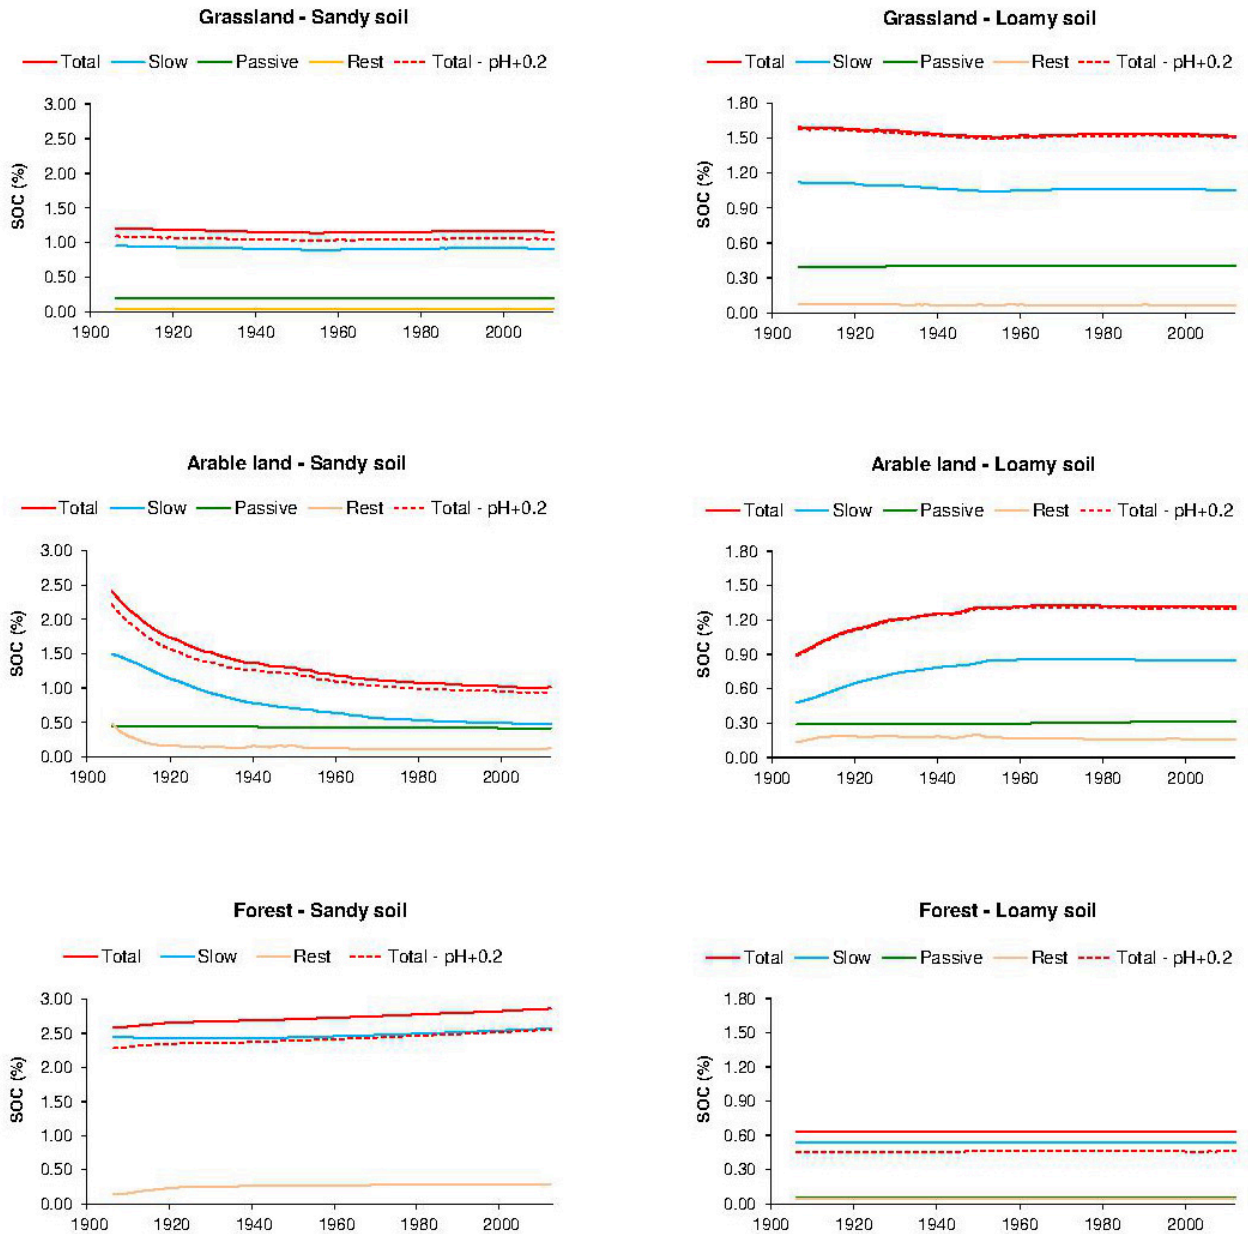 Grassland - Sandy soil
Total Slow Passive Rest Total - pH+0.2
3.00
2.50
2.00
1.50
1.00
0.50
0.00
SOC (%)
1900 1920 1940 1960 1980 2000
Grassland - Loamy soil
Total Slow Passive Rest Total - pH+0.2
1.80
1.50
1.20
0.90
0.60
0.30
0.00
SOC (%)
1900 1920 1940 1960 1980 2000
Arable land - Sandy soil
Total Slow Passive Rest Total - pH+0.2
3.00
2.50
2.00
1.50
1.00
0.50
0.00
SOC (%)
1900 1920 1940 1960 1980 2000
Arable land - Loamy soil
Total Slow Passive Rest Total - pH+0.2
1.80
1.50
1.20
0.90
0.60
0.30
0.00
SOC (%)
1900 1920 1940 1960 1980 2000
Forest - Sandy soil
Total Slow Rest Total - pH+0.2
3.00
2.50
2.00
1.50
1.00
0.50
0.00
SOC (%)
1900 1920 1940 1960 1980 2000
Forest - Loamy soil
Total Slow Passive Rest Total - pH+0.2
1.80
1.50
1.20
0.90
0.60
0.30
0.00
SOC (%)
1900 1920 1940 1960 1980 2000